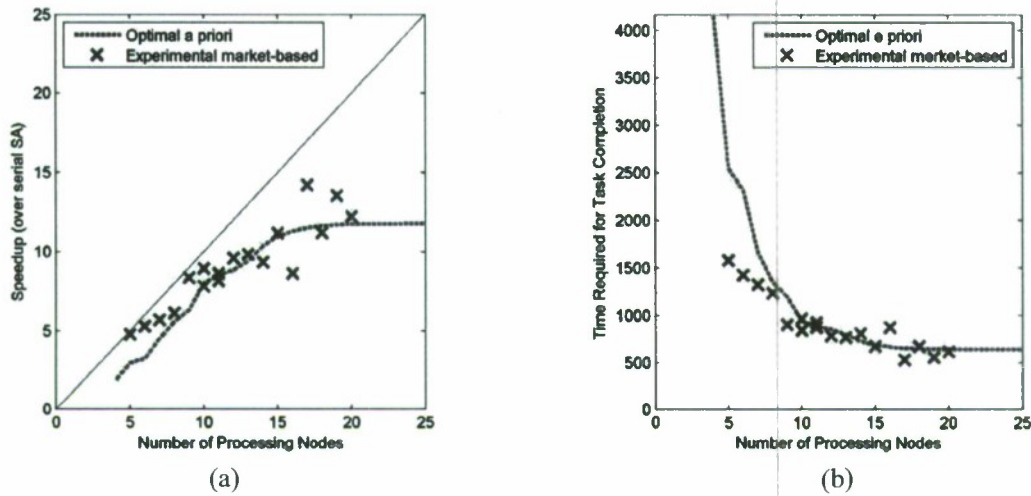 25
20
15
10
5
0
Speedup (over serial SA)
Optimal a priori
Experimental market-based
0
5
10
15
20
25
Number of Processing Nodes
(a)
4000
3500
3000
2500
2000
1500
1000
500
0
Time Required for Task Completion
Optimal e priori
Experimental market-based
0
5
10
15
20
25
Number of Processing Nodes
(b)